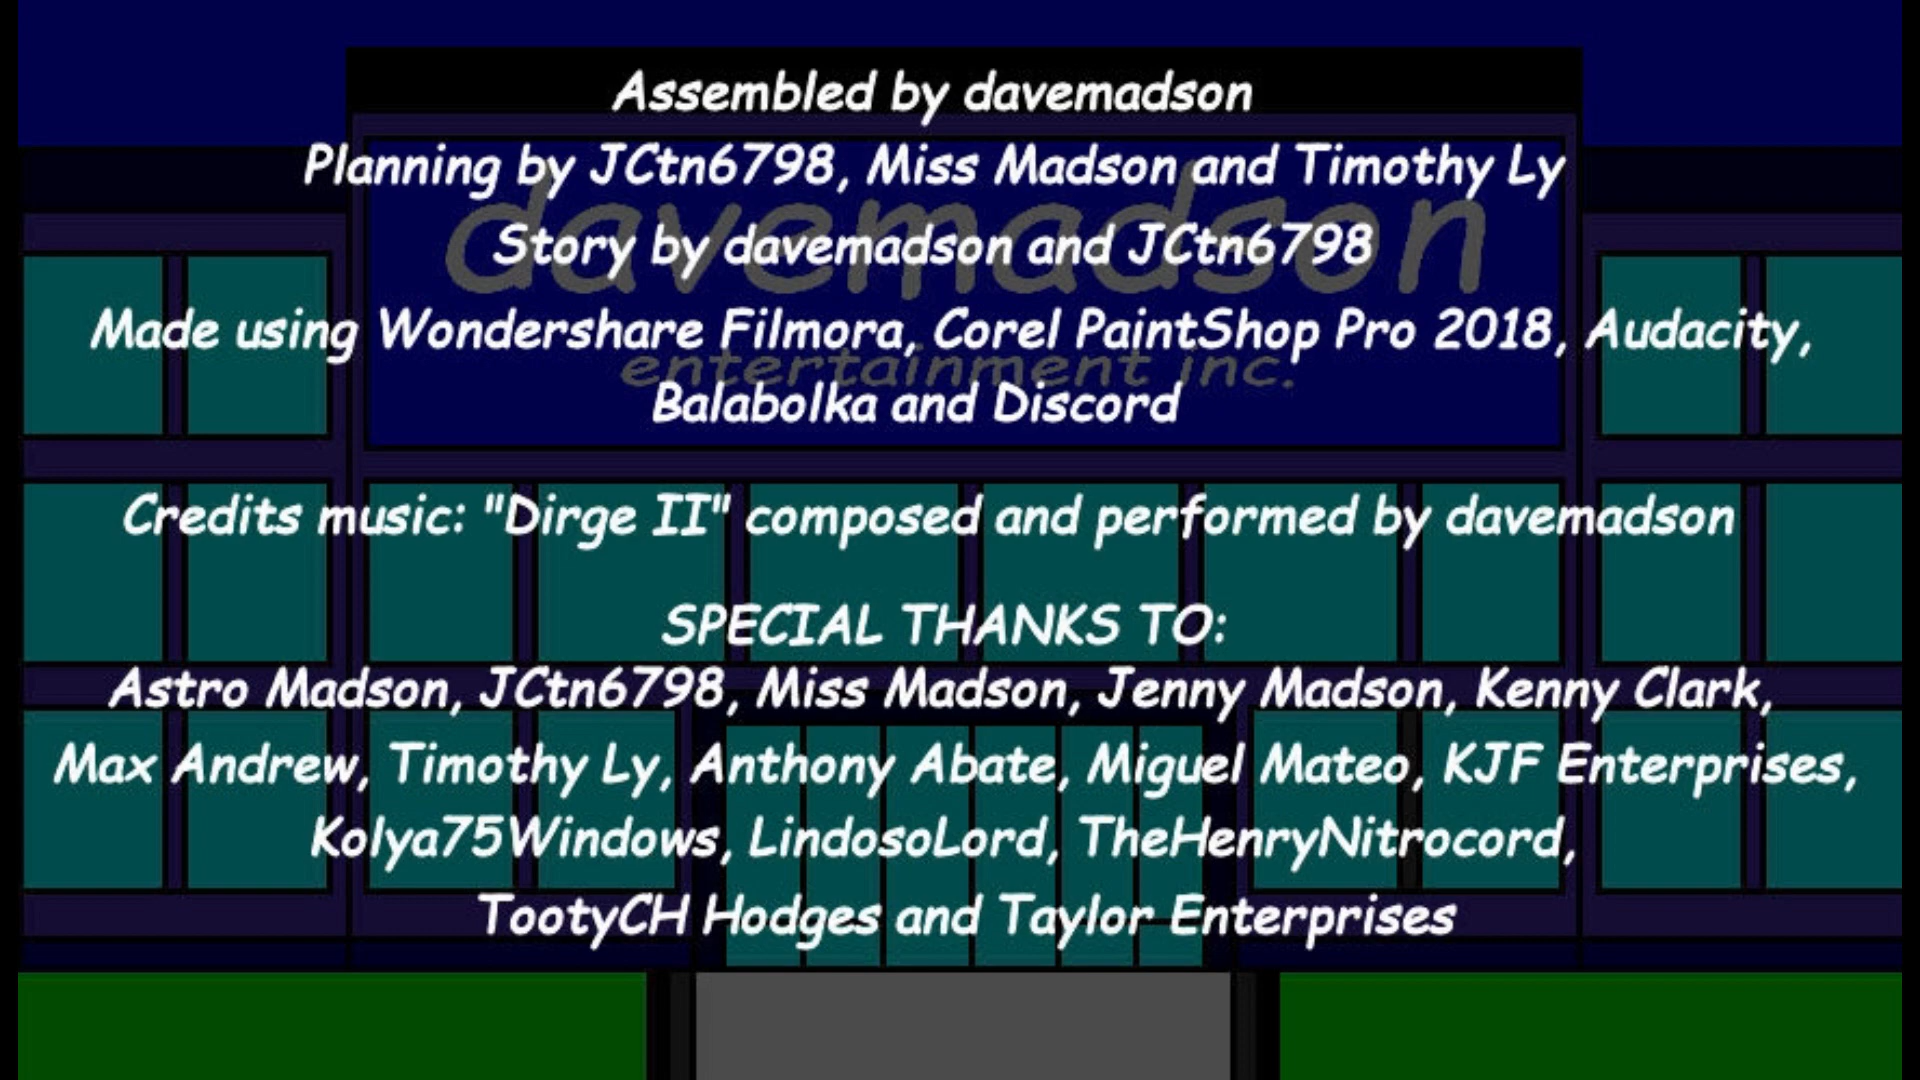 Assembled by davemadson
Planning by JCtn6798, Miss Madson and Timothy Ly
davemadson
Story by davemadson and JCtn6798
Made using Wondershare Filmora, Corel PaintShop Pro 2018, Audacity,
entertainment inc.
Balabolka and Discord
Credits music: "Dirge II" composed and performed by davemadson
SPECIAL THANKS TO:
Astro Madson, JCtn6798, Miss Madson, Jenny Madson, Kenny Clark,
Max Andrew, Timothy Ly, Anthony Abate, Miguel Mateo, KJF Enterprises,
Kolya75Windows, LindosoLord, TheHenryNitrocord,
TootyCH Hodges and Taylor Enterprises